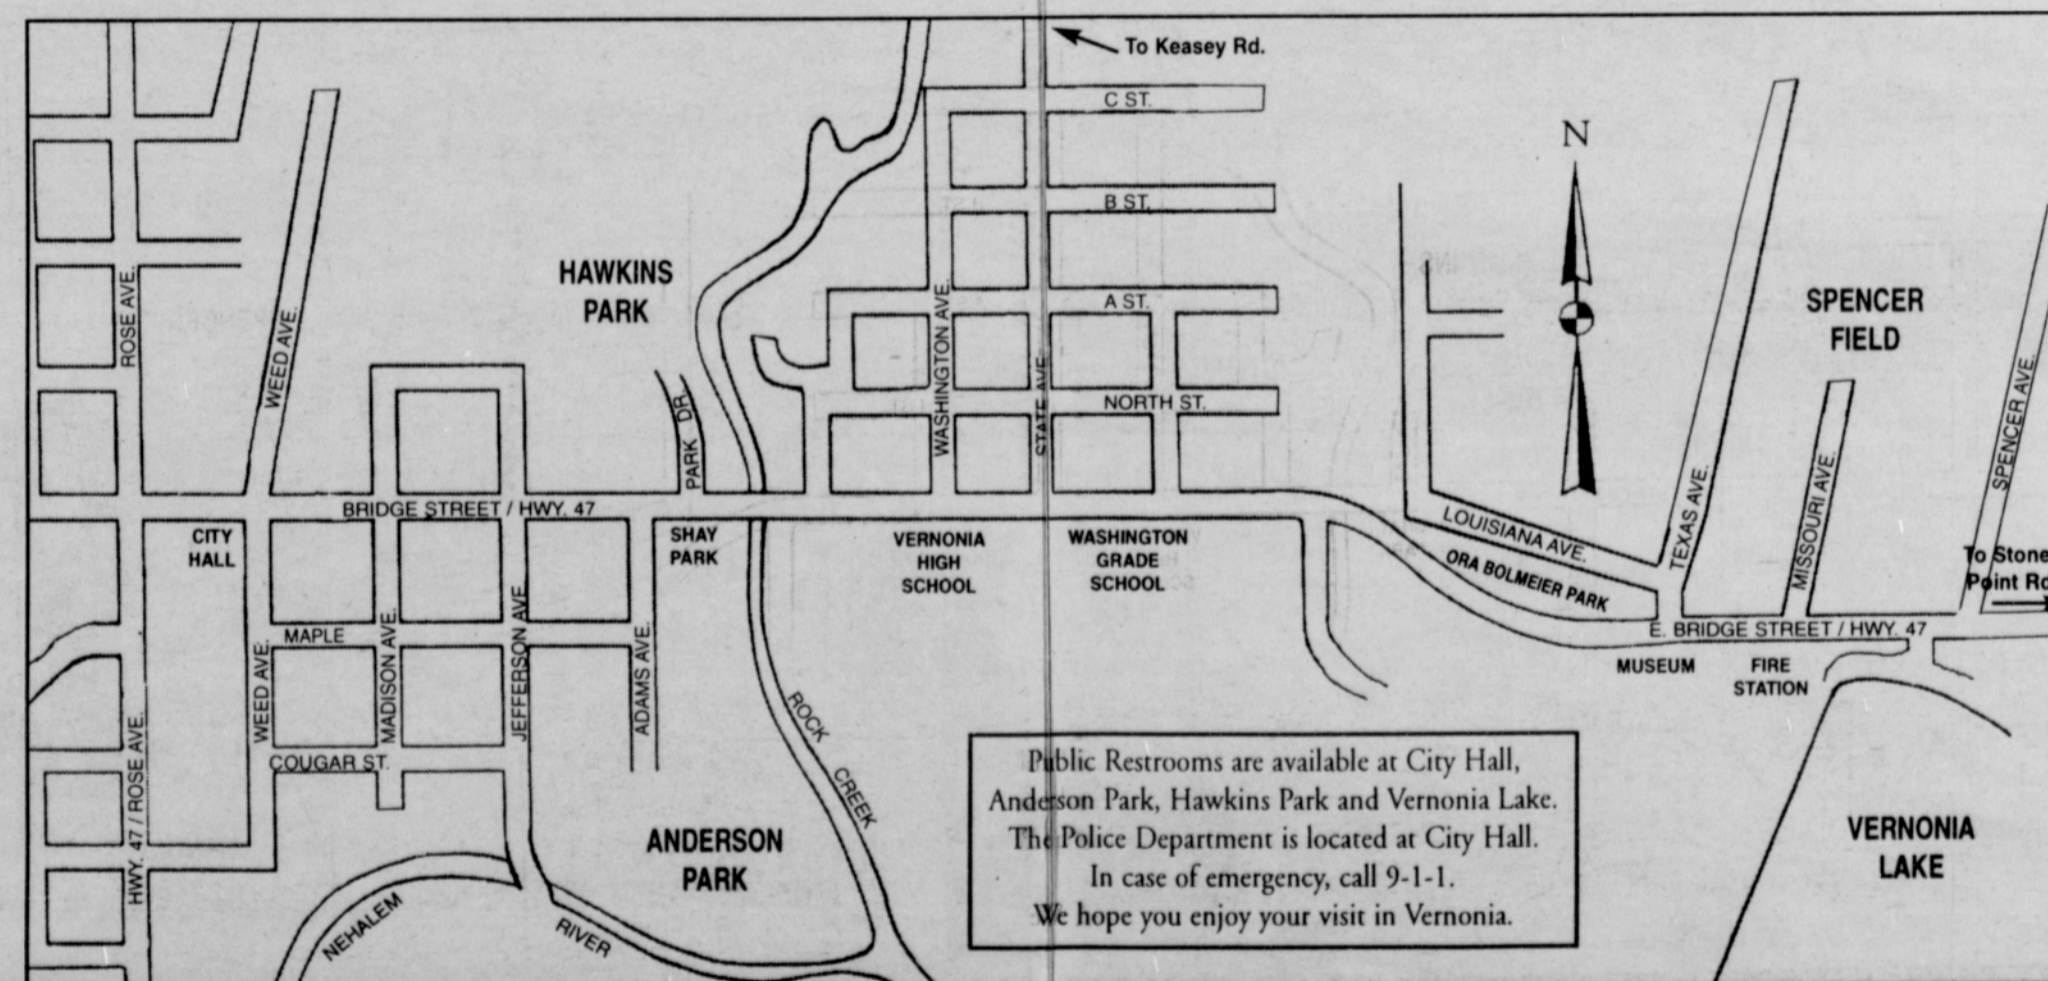 To Keasey Rd.
C ST.
N
B ST.
HAWKINS
PARK
A ST.
SPENCER
FIELD
ROSE AVE.
WEED AVE.
WASHINGTON AVE.
STATE AVE.
PARK DR.
NORTH ST.
SPENCER AVE.
TEXAS AVE.
MISSOURI AVE.
BRIDGE STREET / HWY. 47
LOUISIANA AVE.
CITY
HALL
SHAY
PARK
VERNONIA
HIGH
SCHOOL
WASHINGTON
GRADE
SCHOOL
ORA BOLMEIER PARK
To Stone
Point Rd
E. BRIDGE STREET / HWY. 47
MAPLE
WEED AVE.
MADISON AVE.
JEFFERSON AVE.
ADAMS AVE.
MUSEUM
FIRE
STATION
HWY. 47 / ROSE AVE.
COUGAR ST.
ROCK CREEK
Public Restrooms are available at City Hall,
Anderson Park, Hawkins Park and Vernonia Lake.
The Police Department is located at City Hall.
In case of emergency, call 9-1-1.
We hope you enjoy your visit in Vernonia.
ANDERSON
PARK
VERNONIA
LAKE
NEHALEM RIVER